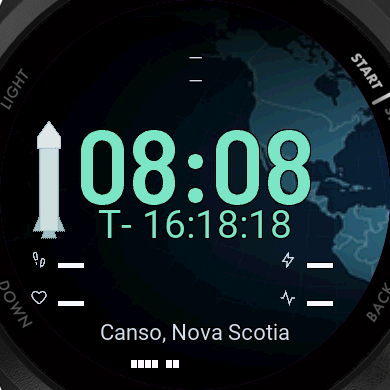 LIGHT
START
08:08
T- 16:18:18
DOWN
BACK
Canso, Nova Scotia